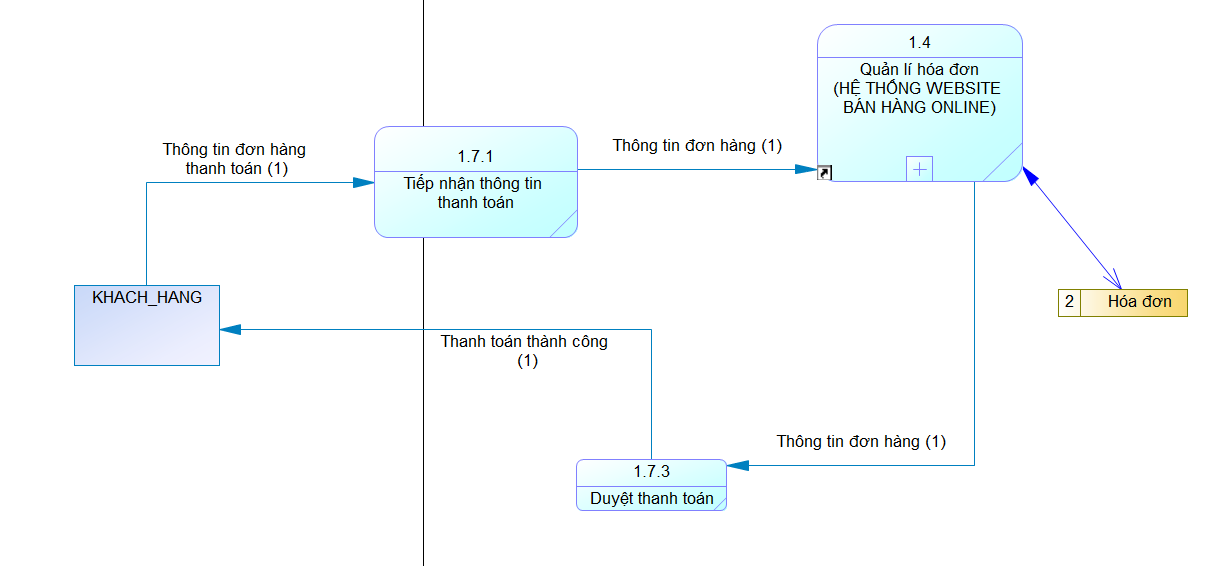 1.4
Quản lí hóa đơn
(HỆ THỐNG WEBSITE
BÁN HÀNG ONLINE)
Thông tin đơn hàng
thanh toán (1)
1.7.1
Tiếp nhận thông tin
thanh toán
Thông tin đơn hàng (1)
KHACH_HANG
2
Hóa đơn
Thanh toán thành công
(1)
Thông tin đơn hàng (1)
1.7.3
Duyệt thanh toán